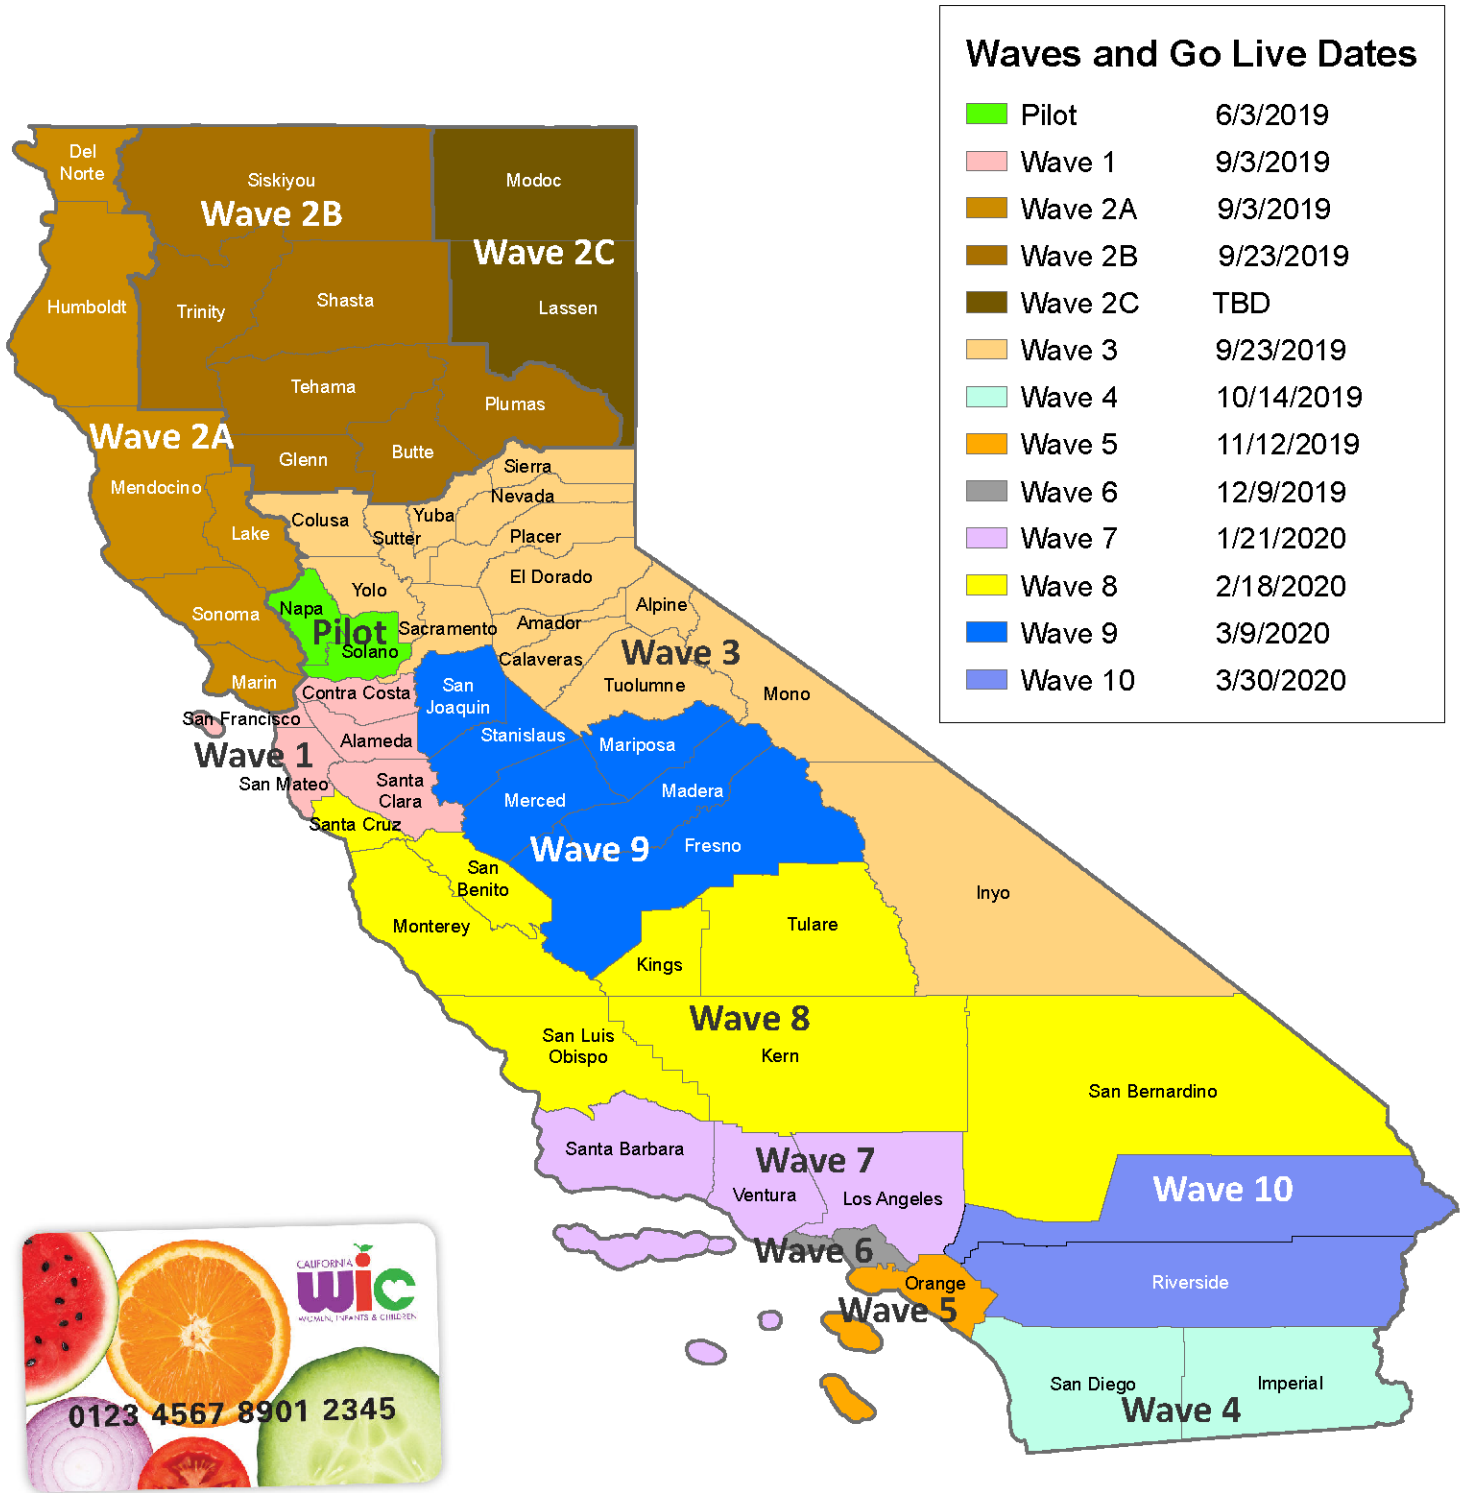 Waves and Go Live Dates
Pilot 6/3/2019
Wave 1 9/3/2019
Wave 2A 9/3/2019
Wave 2B 9/23/2019
Wave 2C TBD
Wave 3 9/23/2019
Wave 4 10/14/2019
Wave 5 11/12/2019
Wave 6 12/9/2019
Wave 7 1/21/2020
Wave 8 2/18/2020
Wave 9 3/9/2020
Wave 10 3/30/2020
Del
Norte
Siskiyou
Modoc
Wave 2B
Wave 2C
Humboldt
Trinity
Shasta
Lassen
Tehama
Plumas
Wave 2A
Glenn
Butte
Mendocino
Sierra
Nevada
Colusa
Yuba
Lake
Sutter
Placer
Yolo
El Dorado
Napa
Alpine
Sonoma
Pilot
Sacramento
Amador
Solano
Calaveras
Wave 3
Marin
Contra Costa
San
Joaquin
Tuolumne
Mono
San Francisco
Alameda
Stanislaus
Mariposa
Wave 1
San Mateo
Santa
Clara
Merced
Madera
Santa Cruz
Wave 9
Fresno
San
Benito
Inyo
Monterey
Tulare
Kings
Wave 8
San Luis
Obispo
Kern
San Bernardino
Santa Barbara
Wave 7
Ventura
Los Angeles
Wave 10
Wave 6
Orange
Riverside
Wave 5
San Diego
Imperial
Wave 4
CALIFORNIA
wic
WOMEN, INFANTS & CHILDREN
0123 4567 8901 2345